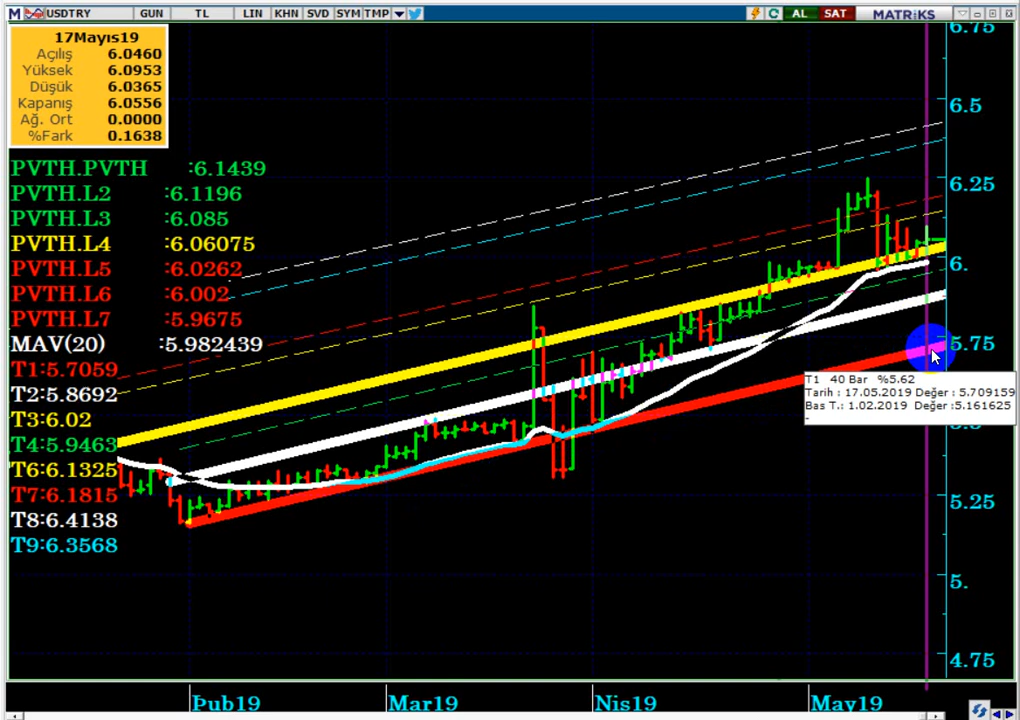 M USDTRY GUN TL LIN KHN SVD SYM TMP AL SAT MATRiKS
17Mayıs19
Açılış 6.0460
Yüksek 6.0953
Düşük 6.0365
Kapanış 6.0556
Ağ. Ort 0.0000
%Fark 0.1638
PVTH.PVTH :6.1439
PVTH.L2 :6.1196
PVTH.L3 :6.085
PVTH.L4 :6.06075
PVTH.L5 :6.0262
PVTH.L6 :6.002
PVTH.L7 :5.9675
MAV(20) :5.982439
T1:5.7059
T2:5.8692
T3:6.02
T4:5.9463
T6:6.1325
T7:6.1815
T8:6.4138
T9:6.3568
6.75
6.5
6.25
6.
5.75
T1 40 Bar %5.62
Tarih : 17.05.2019 Değer : 5.709159
Bas T.: 1.02.2019 Değer :5.161625
5.25
5.
4.75
Þub19 Mar19 Nis19 May19